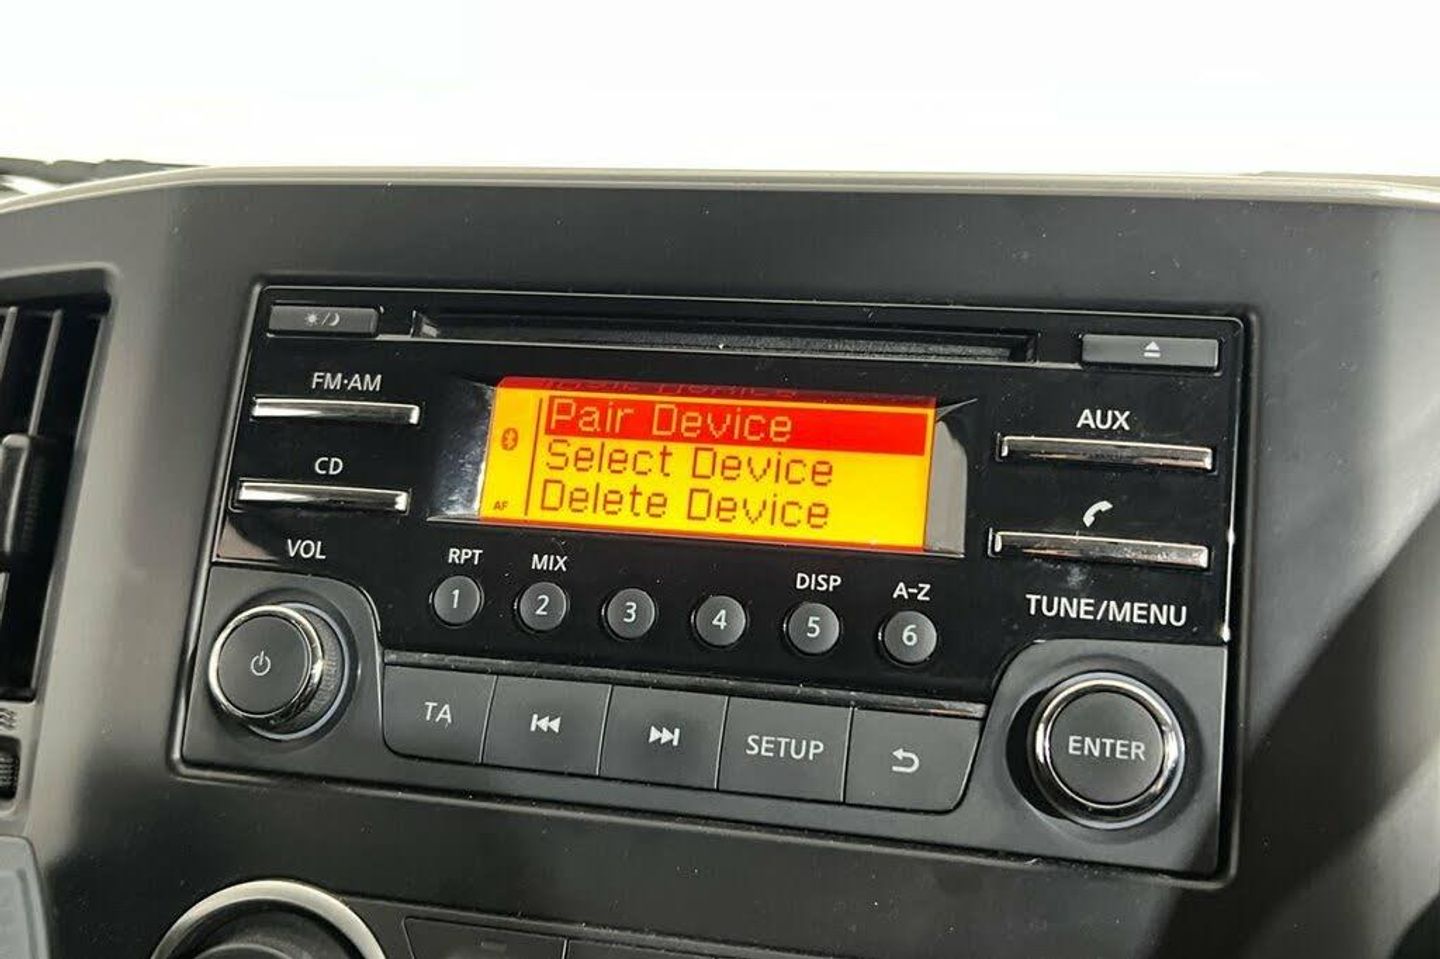 FM·AM
CD
VOL
Pair Device
Select Device
Delete Device
AF
AUX
TUNE/MENU
RPT
MIX
DISP
A-Z
1
2
3
4
5
6
TA
SETUP
ENTER